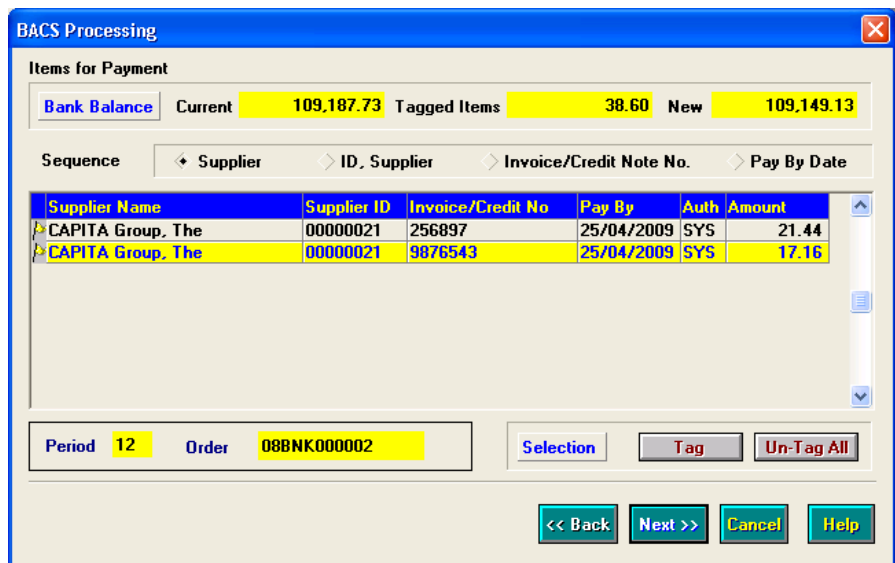 BACS Processing
Items for Payment
Bank Balance Current 109,187.73 Tagged Items 38.60 New 109,149.13
Sequence Supplier ID, Supplier Invoice/Credit Note No. Pay By Date
Supplier Name Supplier ID Invoice/Credit No Pay By Auth Amount
CAPITA Group, The 00000021 256897 25/04/2009 SYS 21.44
CAPITA Group, The 00000021 9876543 25/04/2009 SYS 17.16
Period 12 Order 08BNK000002 Selection Tag Un-Tag All
<< Back Next >> Cancel Help